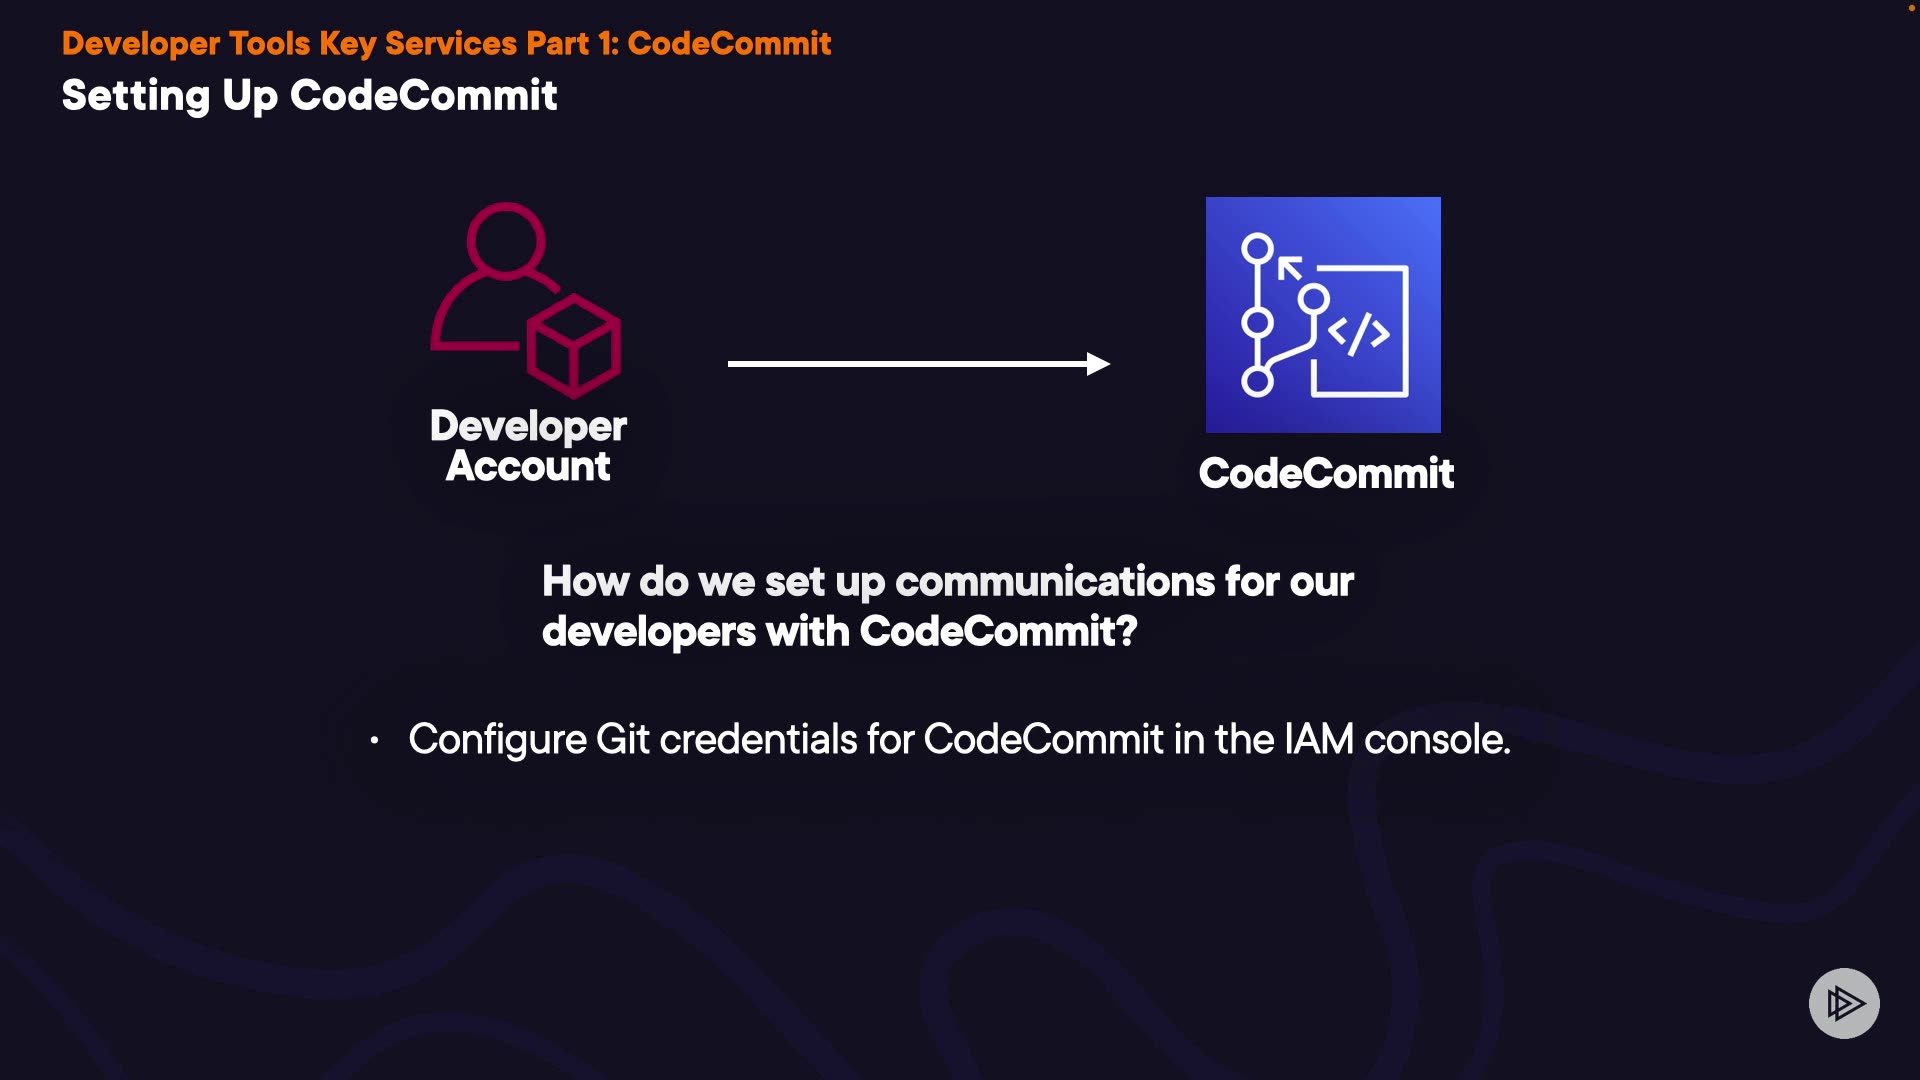 Developer Tools Key Services Part 1: CodeCommit
Setting Up CodeCommit
Developer
Account
CodeCommit
How do we set up communications for our
developers with CodeCommit?
• Configure Git credentials for CodeCommit in the IAM console.